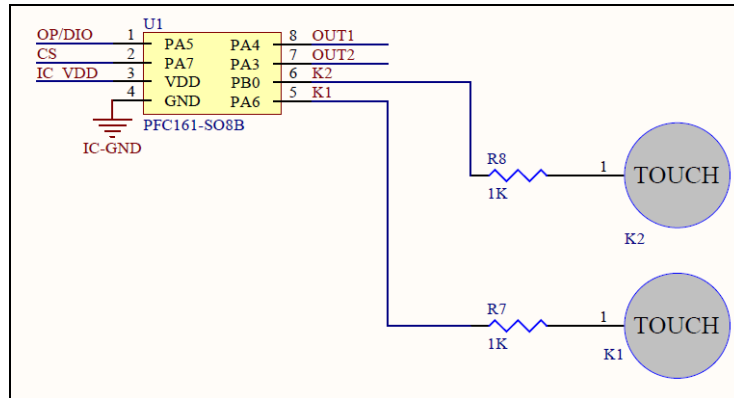 U1
OP/DIO 1 PA5 PA4 8 OUT1
CS 2 PA7 PA3 7 OUT2
IC_VDD 3 VDD PB0 6 K2
4 GND PA6 5 K1
PFC161-SO8B
IC-GND
R8
1K
1 TOUCH
K2
R7
1K
1 TOUCH
K1